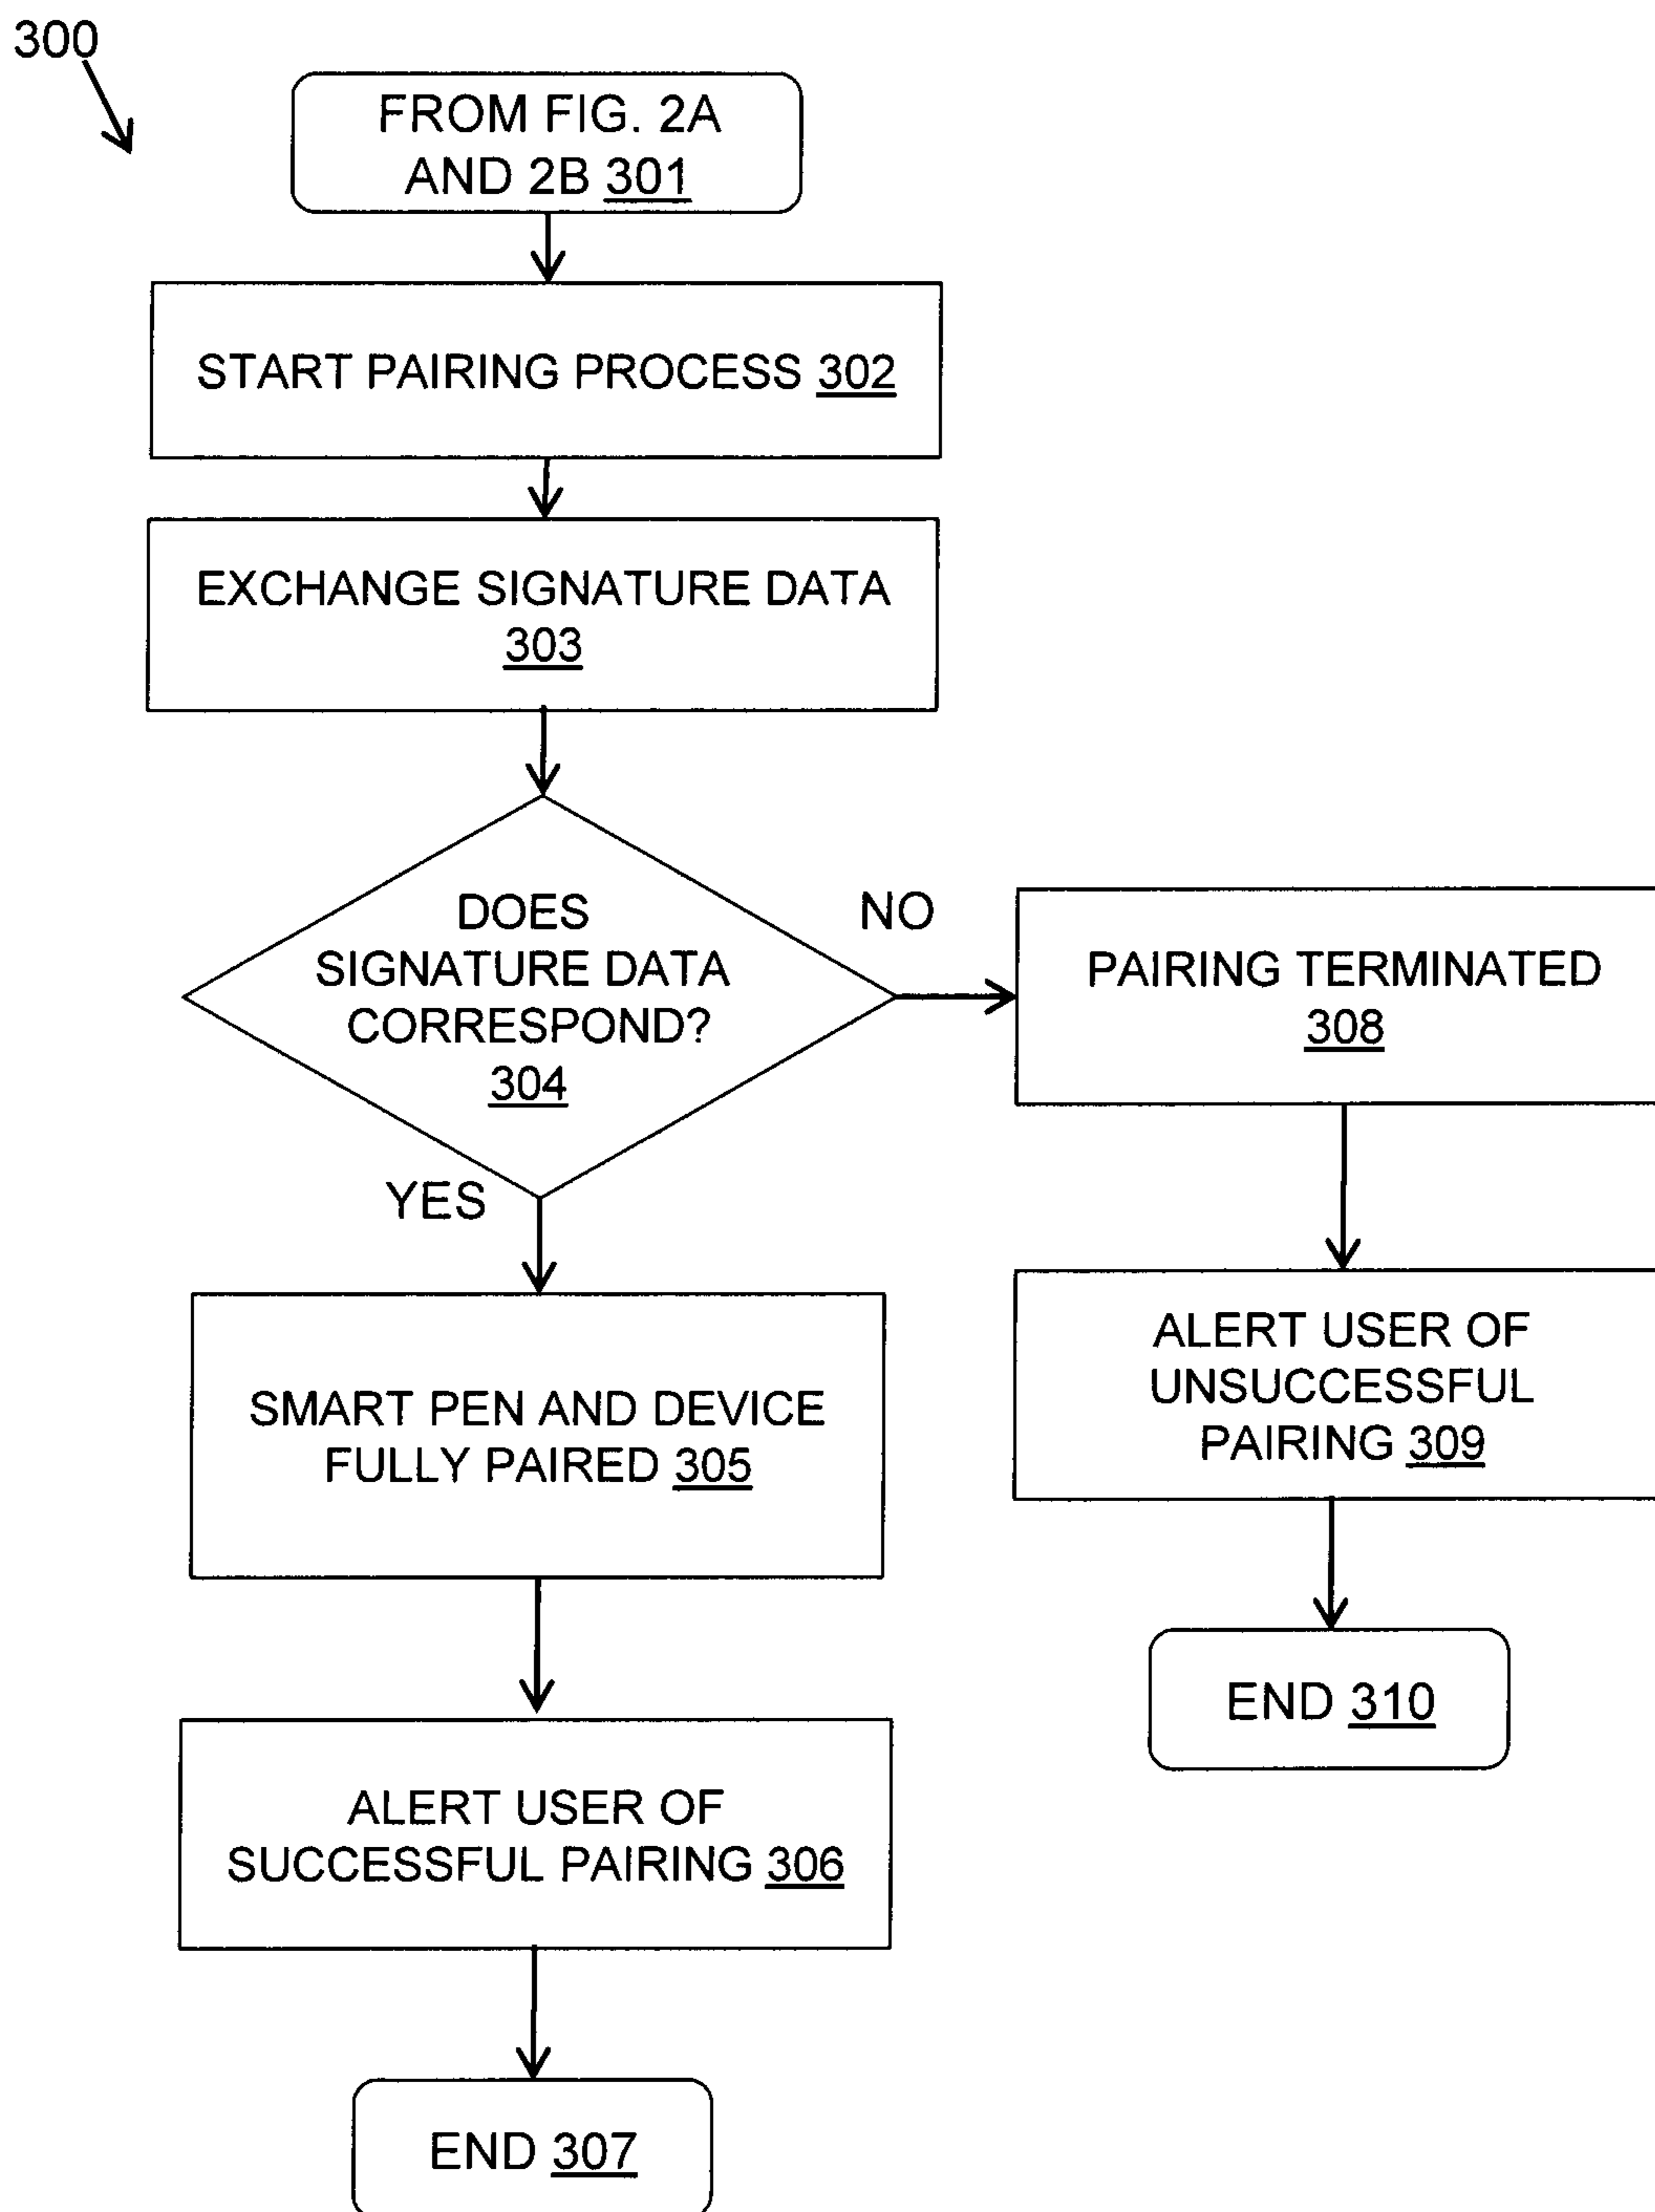 300
FROM FIG. 2A
AND 2B 301
START PAIRING PROCESS 302
EXCHANGE SIGNATURE DATA
303
DOES
SIGNATURE DATA
CORRESPOND?
304
NO
PAIRING TERMINATED
308
YES
SMART PEN AND DEVICE
FULLY PAIRED 305
ALERT USER OF
UNSUCCESSFUL
PAIRING 309
END 310
ALERT USER OF
SUCCESSFUL PAIRING 306
END 307